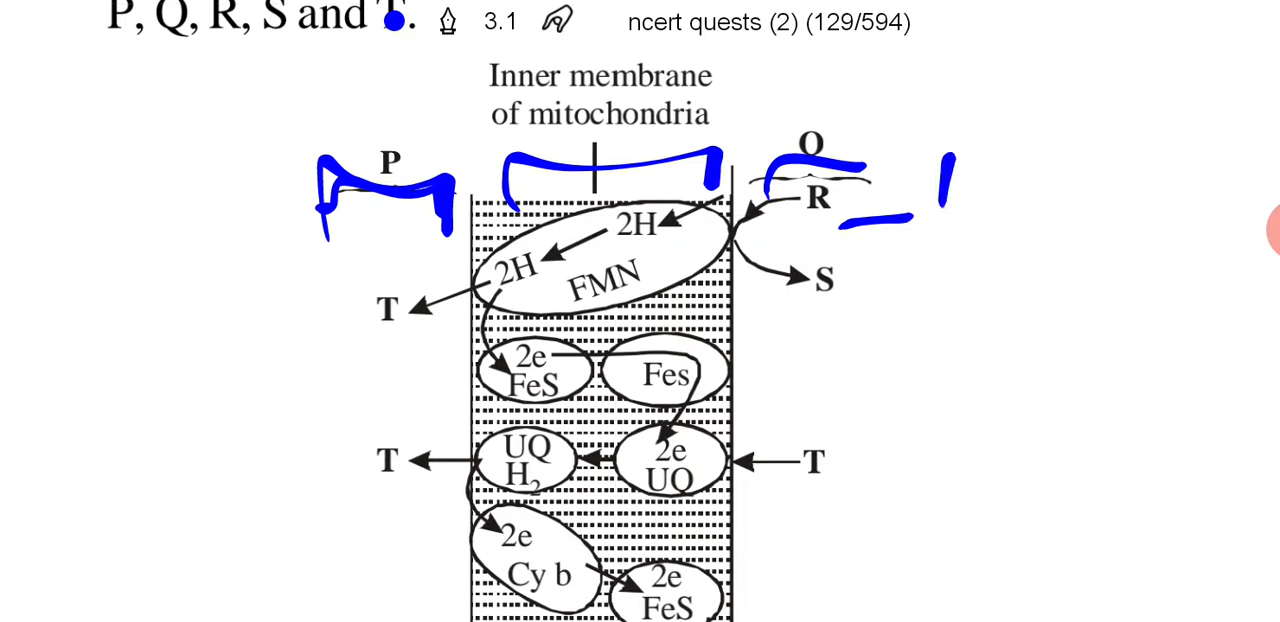 P, Q, R, S and T.
3.1
ncert quests (2) (129/594)
Inner membrane
of mitochondria
P
Q
R
2H
2H
FMN
S
T
2e
FeS
Fes
UQ
H2
2e
UQ
T
T
2e
Cy b
2e
FeS